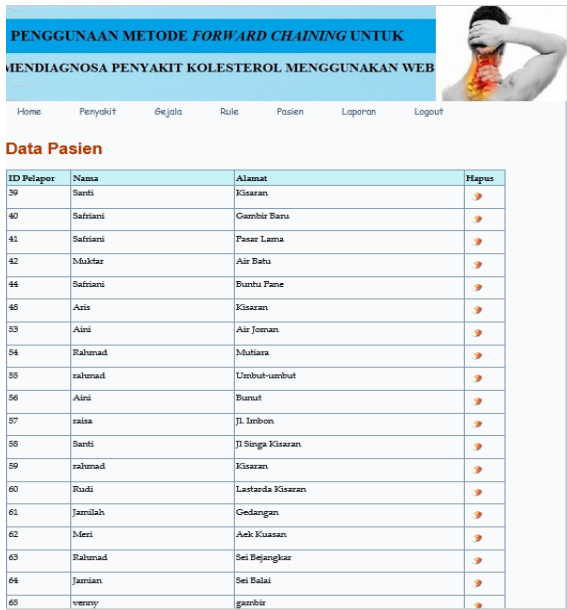 PENGGUNAAN METODE FORWARD CHAINING UNTUK
MENDIAGNOSA PENYAKIT KOLESTEROL MENGGUNAKAN WEB
Home Penyakit Gejala Rule Pasien Laporan Logout
Data Pasien
ID Pelapor Nama Alamat Hapus
39 Santi Kisaran
40 Safriani Gambir Baru
41 Safriani Pasar Lama
42 Muktar Air Batu
44 Safriani Buntu Pane
48 Aris Kisaran
53 Aini Air Joman
54 Rahmad Mutiara
55 rahmad Umbut-umbut
56 Aini Bunut
57 raisa Jl. Imbon
58 Santi Jl Singa Kisaran
59 rahmad Kisaran
60 Rudi Lastarda Kisaran
61 Jamilah Gedangan
62 Meri Aek Kuasan
63 Rahmad Sei Bejangkar
64 Jamian Sei Balai
65 venny gambir